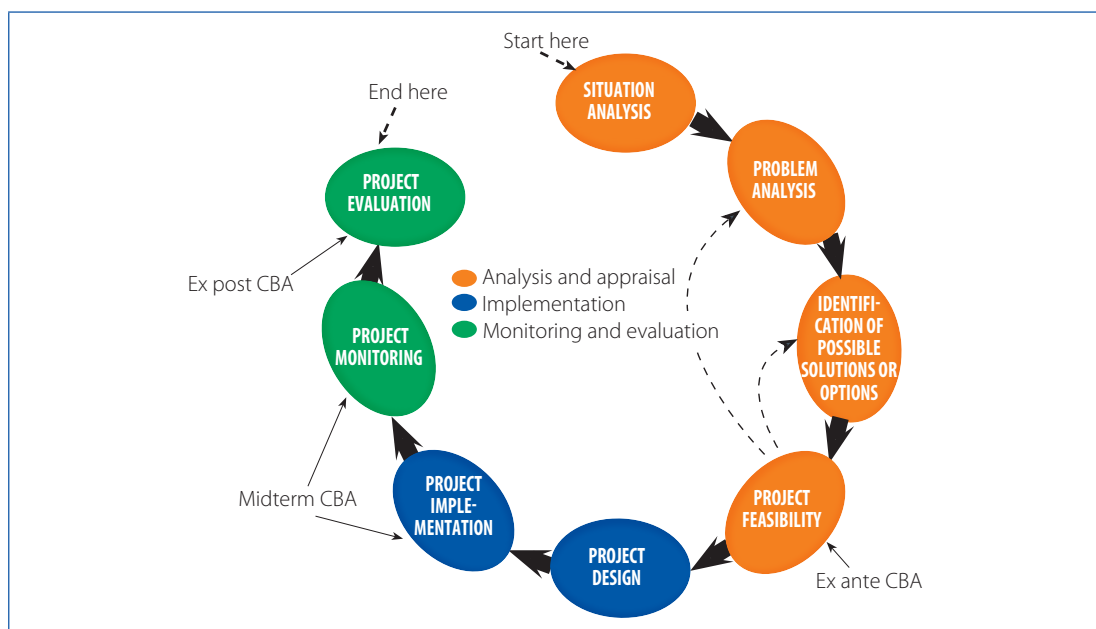 Start here
SITUATION
ANALYSIS
End here
PROBLEM
ANALYSIS
PROJECT
EVALUATION
Ex post CBA
Analysis and appraisal
Implementation
Monitoring and evaluation
IDENTIFI-
CATION OF
POSSIBLE
SOLUTIONS OR
OPTIONS
PROJECT
MONITORING
Midterm CBA
PROJECT
IMPLE-
MENTATION
PROJECT
FEASIBILITY
PROJECT
DESIGN
Ex ante CBA